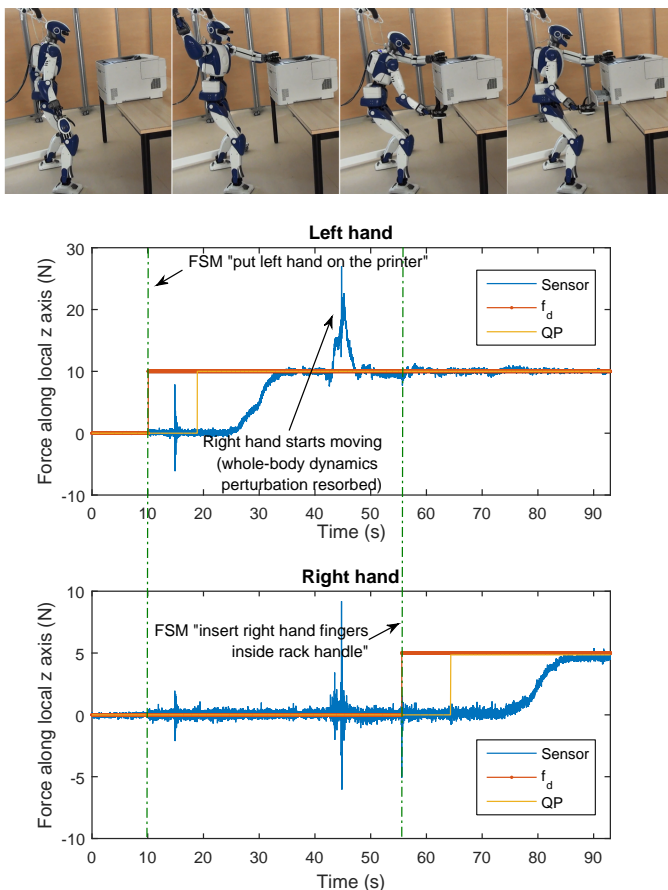 Left hand
Force along local z axis (N)
30
20
10
0
-10
FSM "put left hand on the printer"
Sensor
f_d
QP
Right hand starts moving
(whole-body dynamics
perturbation resorbed)
0 10 20 30 40 50 60 70 80 90
Time (s)
Right hand
Force along local z axis (N)
10
5
0
-5
-10
FSM "insert right hand fingers
inside rack handle"
Sensor
f_d
QP
0 10 20 30 40 50 60 70 80 90
Time (s)